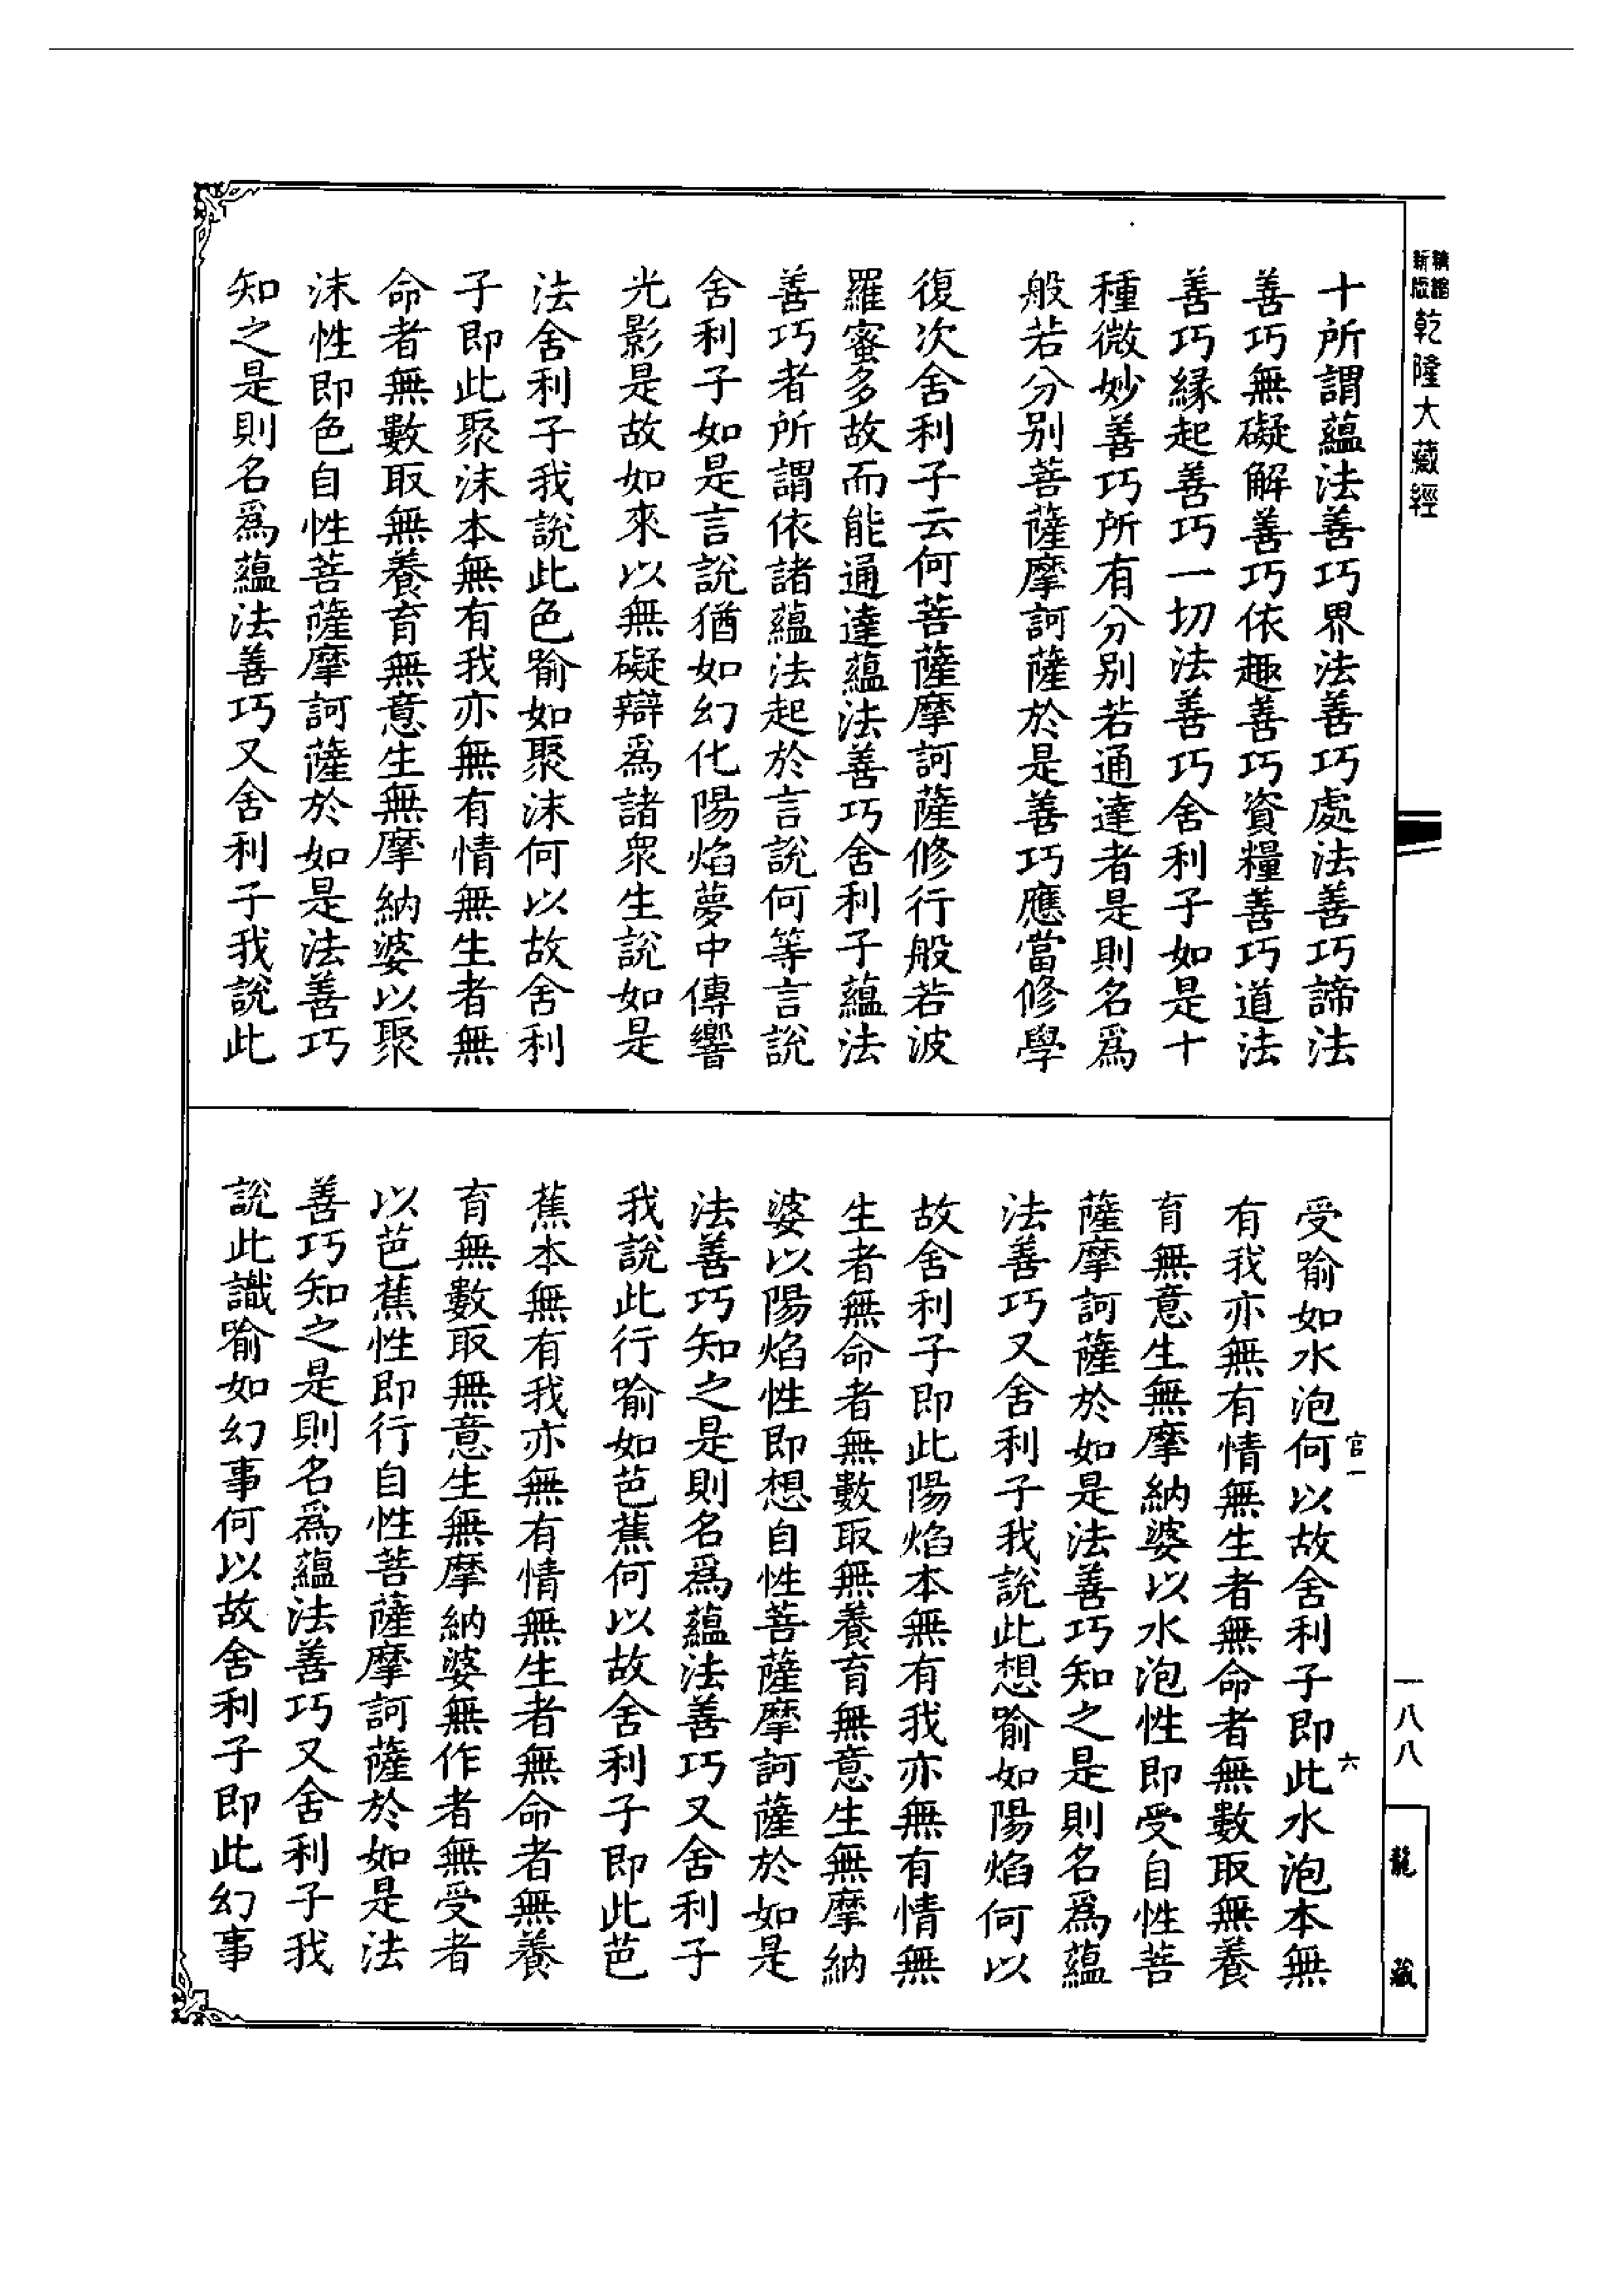 精繕
新版
乾隆大藏經
十所謂蘊法善巧界法善巧處法善巧諦法
善巧無礙解善巧依趣善巧資糧善巧道法
善巧緣起善巧一切法善巧舍利子如是十
種微妙善巧所有分別若通達者是則名爲
般若分別菩薩摩訶薩於是善巧應當修學
復次舍利子云何菩薩摩訶薩修行般若波
羅蜜多故而能通達蘊法善巧舍利子蘊法
善巧者所謂依諸蘊法起於言說何等言說
舍利子如是言說猶如幻化陽焰夢中傳響
光影是故如來以無礙辯爲諸衆生說如是
法舍利子我說此色喻如聚沫何以故舍利
子即此聚沫本無有我亦無有情無生者無
命者無數取無養育無意生無摩納婆以聚
沫性即色自性菩薩摩訶薩於如是法善巧
知之是則名爲蘊法善巧又舍利子我說此
受喻如水泡何以故舍利子即此水泡本無
有我亦無有情無生者無命者無數取無養
育無意生無摩納婆以水泡性即受自性菩
薩摩訶薩於如是法善巧知之是則名爲蘊
法善巧又舍利子我說此想喻如陽焰何以
故舍利子即此陽焰本無有我亦無有情無
生者無命者無數取無養育無意生無摩納
婆以陽焰性即想自性菩薩摩訶薩於如是
法善巧知之是則名爲蘊法善巧又舍利子
我說此行喻如芭蕉何以故舍利子即此芭
蕉本無有我亦無有情無生者無命者無養
育無數取無意生無摩納婆無作者無受者
以芭蕉性即行自性菩薩摩訶薩於如是法
善巧知之是則名爲蘊法善巧又舍利子我
說此識喻如幻事何以故舍利子即此幻事
官一
六
一八八
龍藏